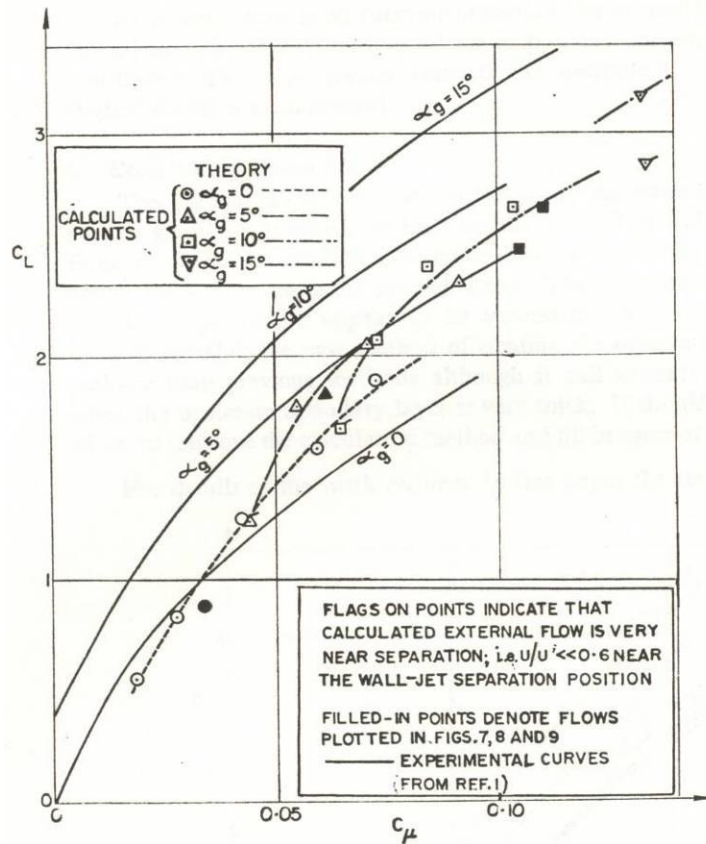 3
αg=15°
THEORY
CALCULATED POINTS
αg=0
αg=5°
αg=10°
αg=15°
CL
αg=10°
2
αg=5°
αg=0
1
FLAGS ON POINTS INDICATE THAT
CALCULATED EXTERNAL FLOW IS VERY
NEAR SEPARATION; i.e.U/U'<<0·6 NEAR
THE WALL-JET SEPARATION POSITION
FILLED-IN POINTS DENOTE FLOWS
PLOTTED IN.FIGS.7, 8 AND 9
EXPERIMENTAL CURVES
(FROM REF.1)
0
0·05
0·10
Cμ